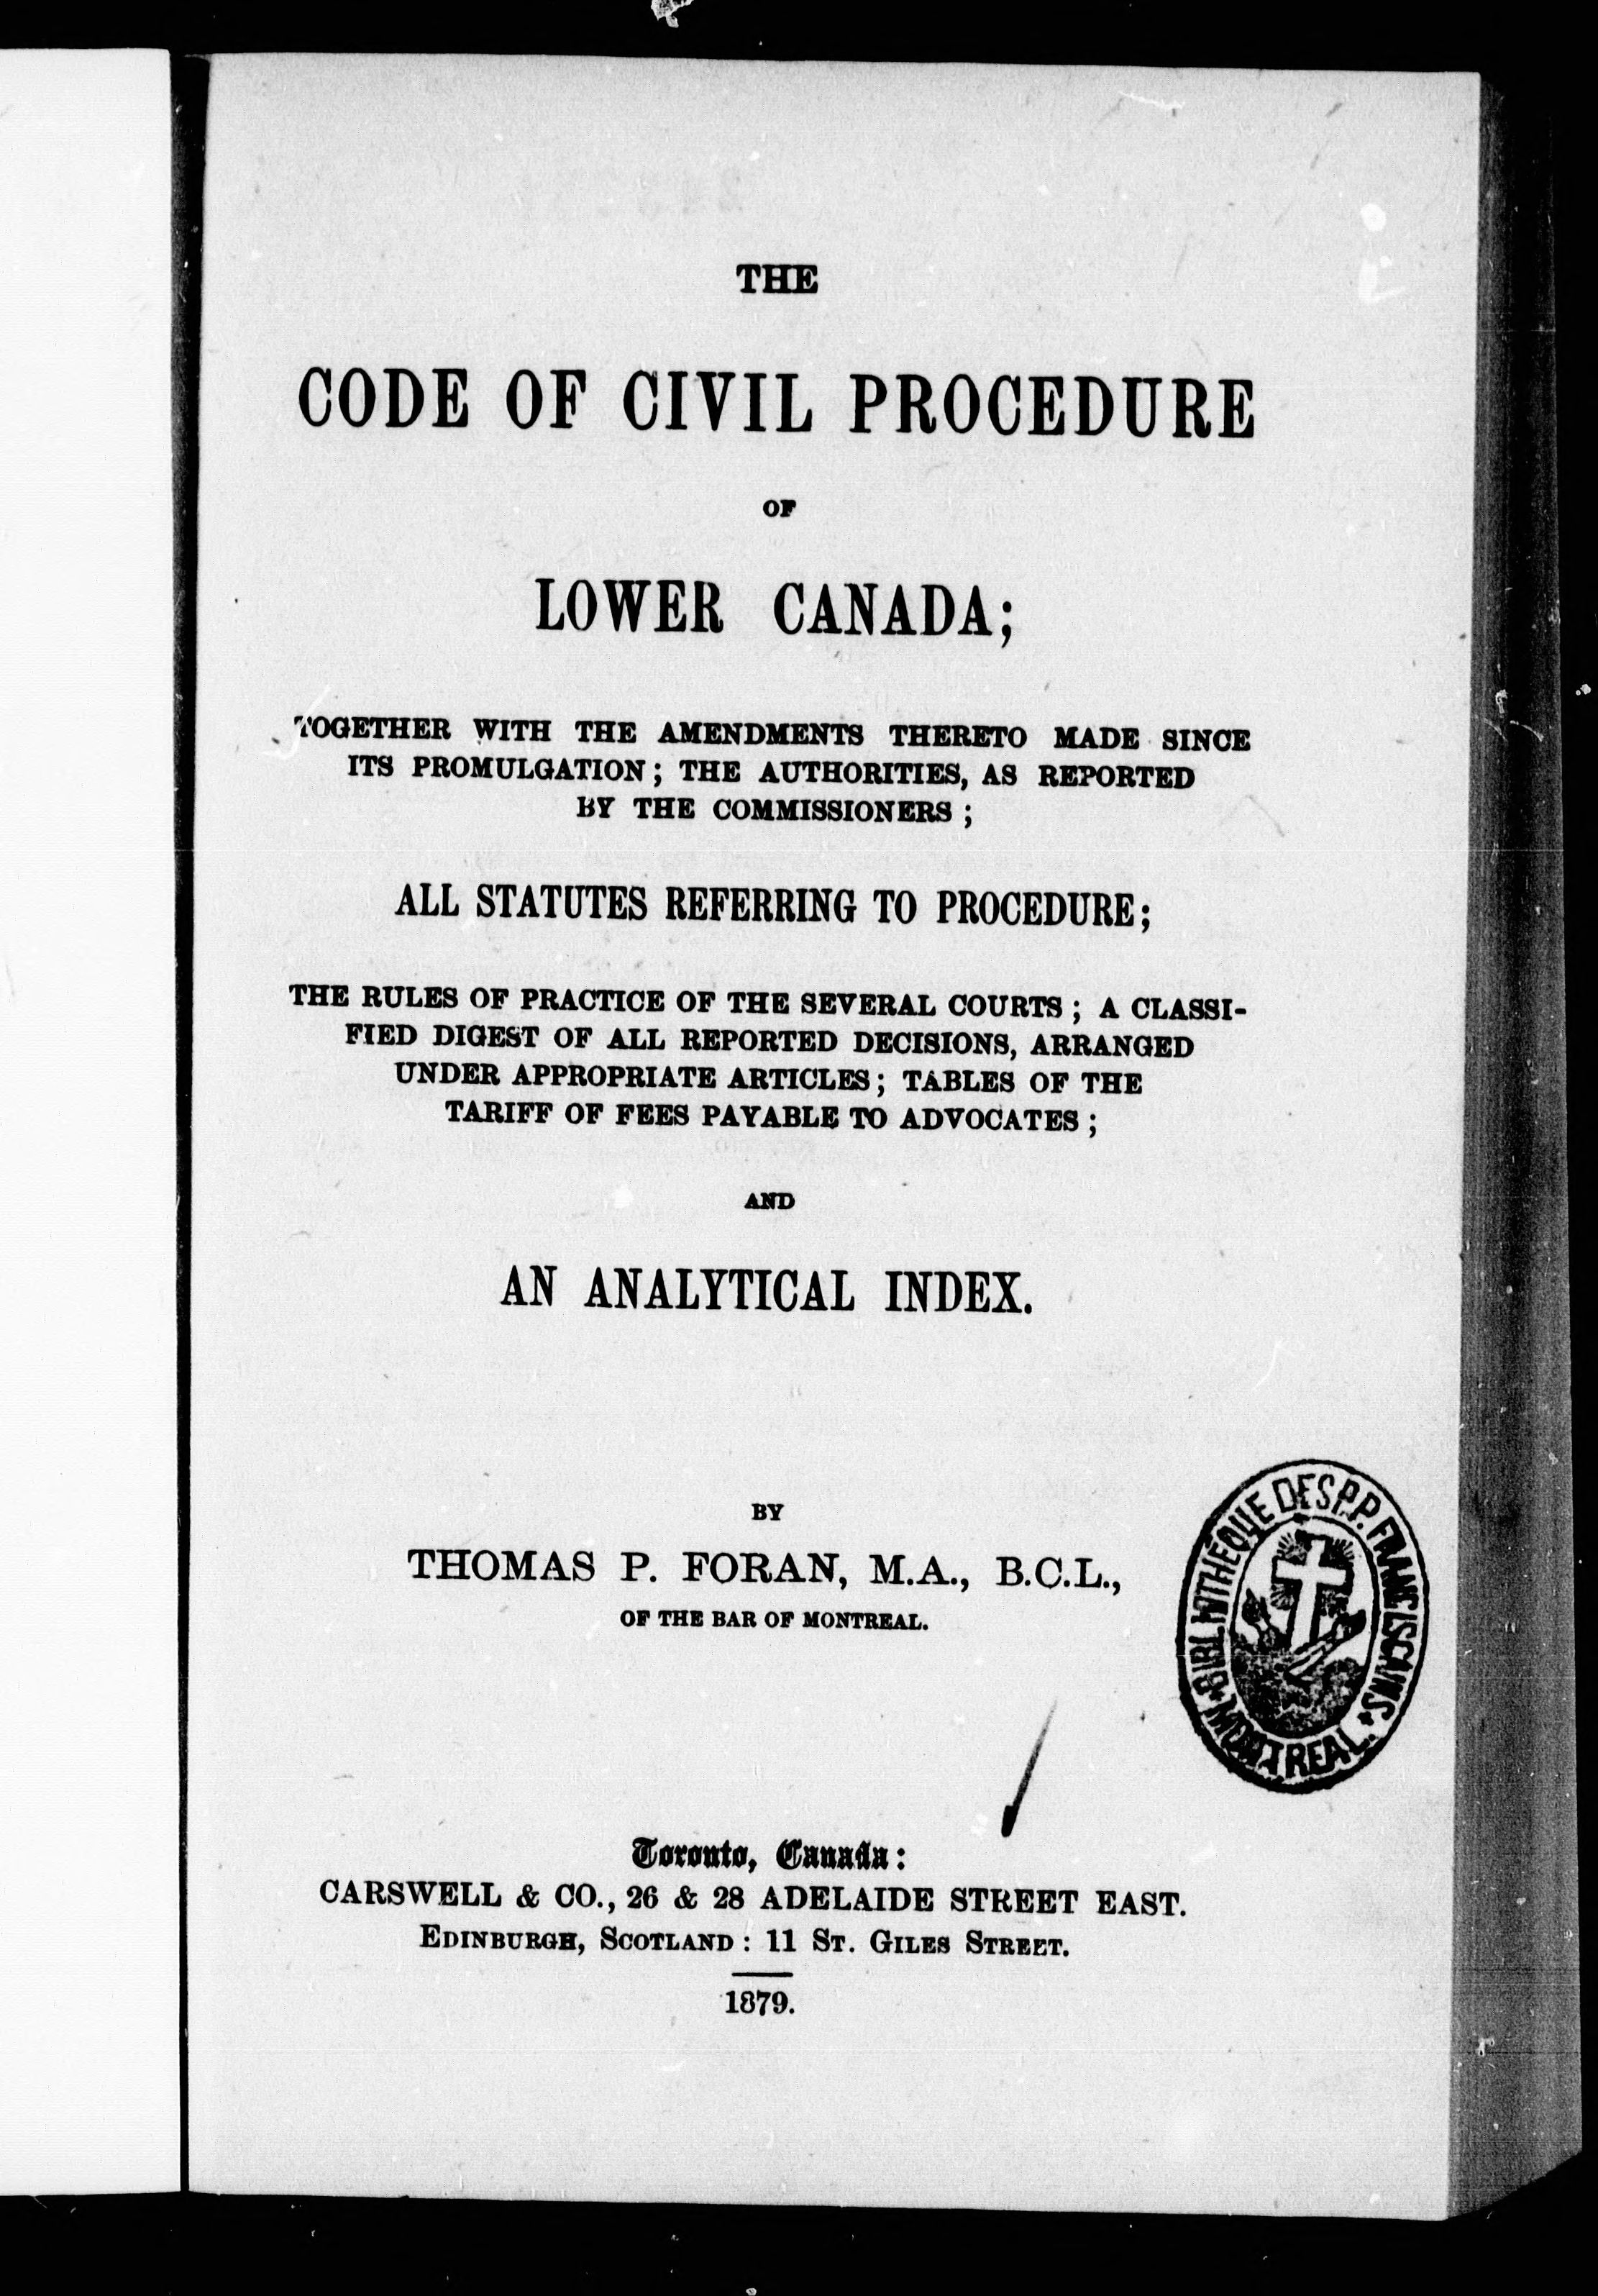 THE
CODE OF CIVIL PROCEDURE
OF
LOWER CANADA;
TOGETHER WITH THE AMENDMENTS THERETO MADE SINCE
ITS PROMULGATION; THE AUTHORITIES, AS REPORTED
BY THE COMMISSIONERS;
ALL STATUTES REFERRING TO PROCEDURE;
THE RULES OF PRACTICE OF THE SEVERAL COURTS; A CLASSI-
FIED DIGEST OF ALL REPORTED DECISIONS, ARRANGED
UNDER APPROPRIATE ARTICLES; TABLES OF THE
TARIFF OF FEES PAYABLE TO ADVOCATES;
AND
AN ANALYTICAL INDEX.
BY
THOMAS P. FORAN, M.A., B.C.L.,
OF THE BAR OF MONTREAL.
BIBLIOTHEQUE DES P.P. FRANCISCAINS
MONTREAL
Toronto, Canada:
CARSWELL & CO., 26 & 28 ADELAIDE STREET EAST.
EDINBURGH, SCOTLAND: 11 ST. GILES STREET.
1879.